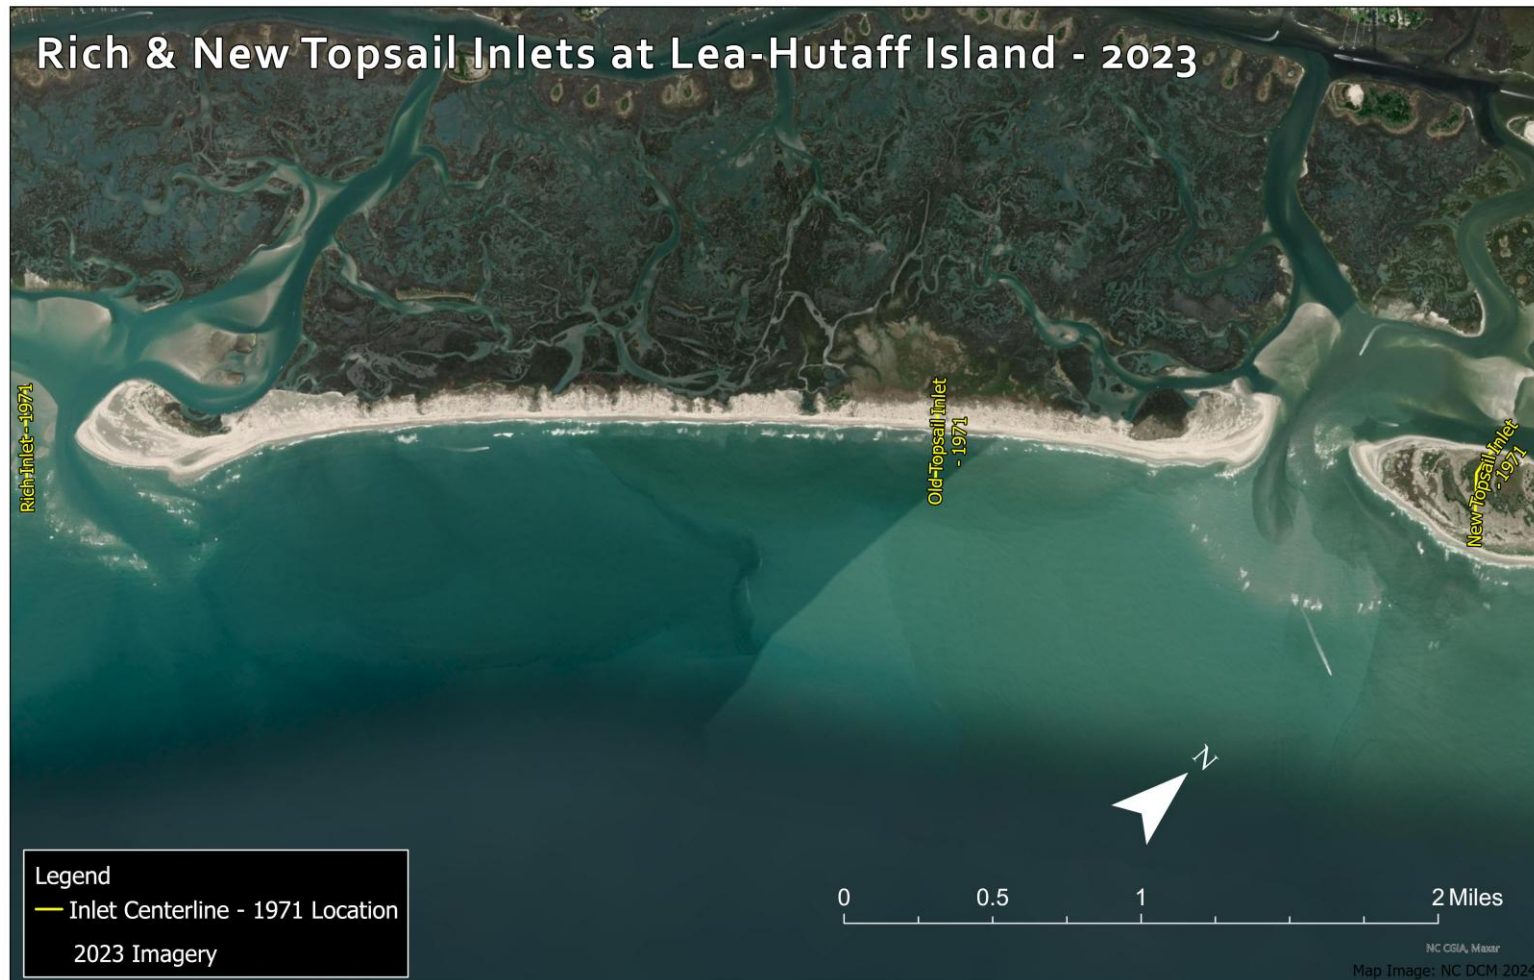 Rich & New Topsail Inlets at Lea-Hutaff Island - 2023
Rich Inlet - 1971
Old Topsail Inlet
- 1971
New Topsail Inlet
- 1971
N
Legend
Inlet Centerline - 1971 Location
2023 Imagery
0 0.5 1 2 Miles
NC CGIA, Maxar
Map Image: NC DCM 202